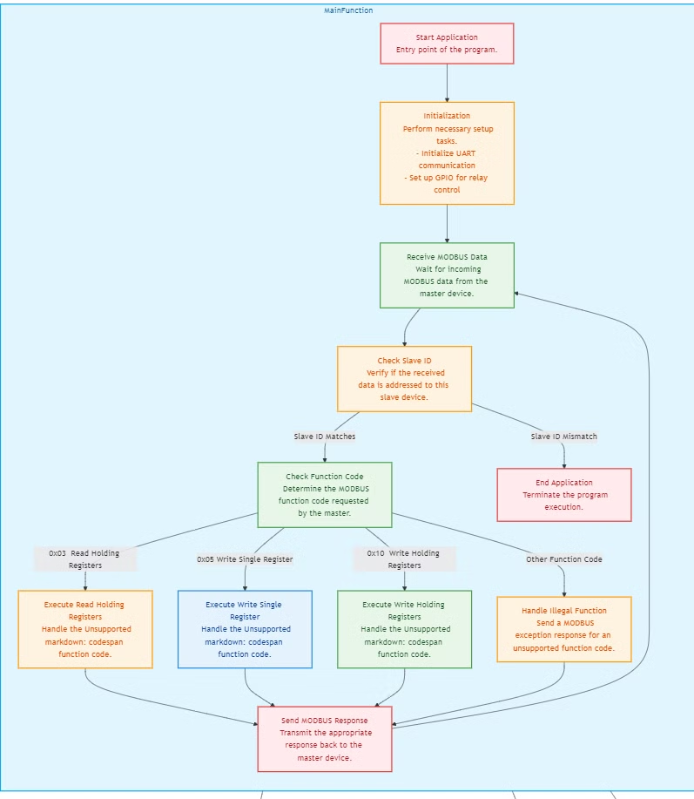 MainFunction
Start Application
Entry point of the program.
Initialization
Perform necessary setup
tasks.
- Initialize UART
communication
- Set up GPIO for relay
control
Receive MODBUS Data
Wait for incoming
MODBUS data from the
master device.
Check Slave ID
Verify if the received
data is addressed to this
slave device.
Slave ID Matches
Slave ID Mismatch
Check Function Code
Determine the MODBUS
function code requested
by the master.
End Application
Terminate the program
execution.
0x03 Read Holding
Registers
0x05 Write Single Register
0x10 Write Holding
Registers
Other Function Code
Execute Read Holding
Registers
Handle the Unsupported
markdown: codespan
function code.
Execute Write Single
Register
Handle the Unsupported
markdown: codespan
function code.
Execute Write Holding
Registers
Handle the Unsupported
markdown: codespan
function code.
Handle Illegal Function
Send a MODBUS
exception response for an
unsupported function code.
Send MODBUS Response
Transmit the appropriate
response back to the
master device.